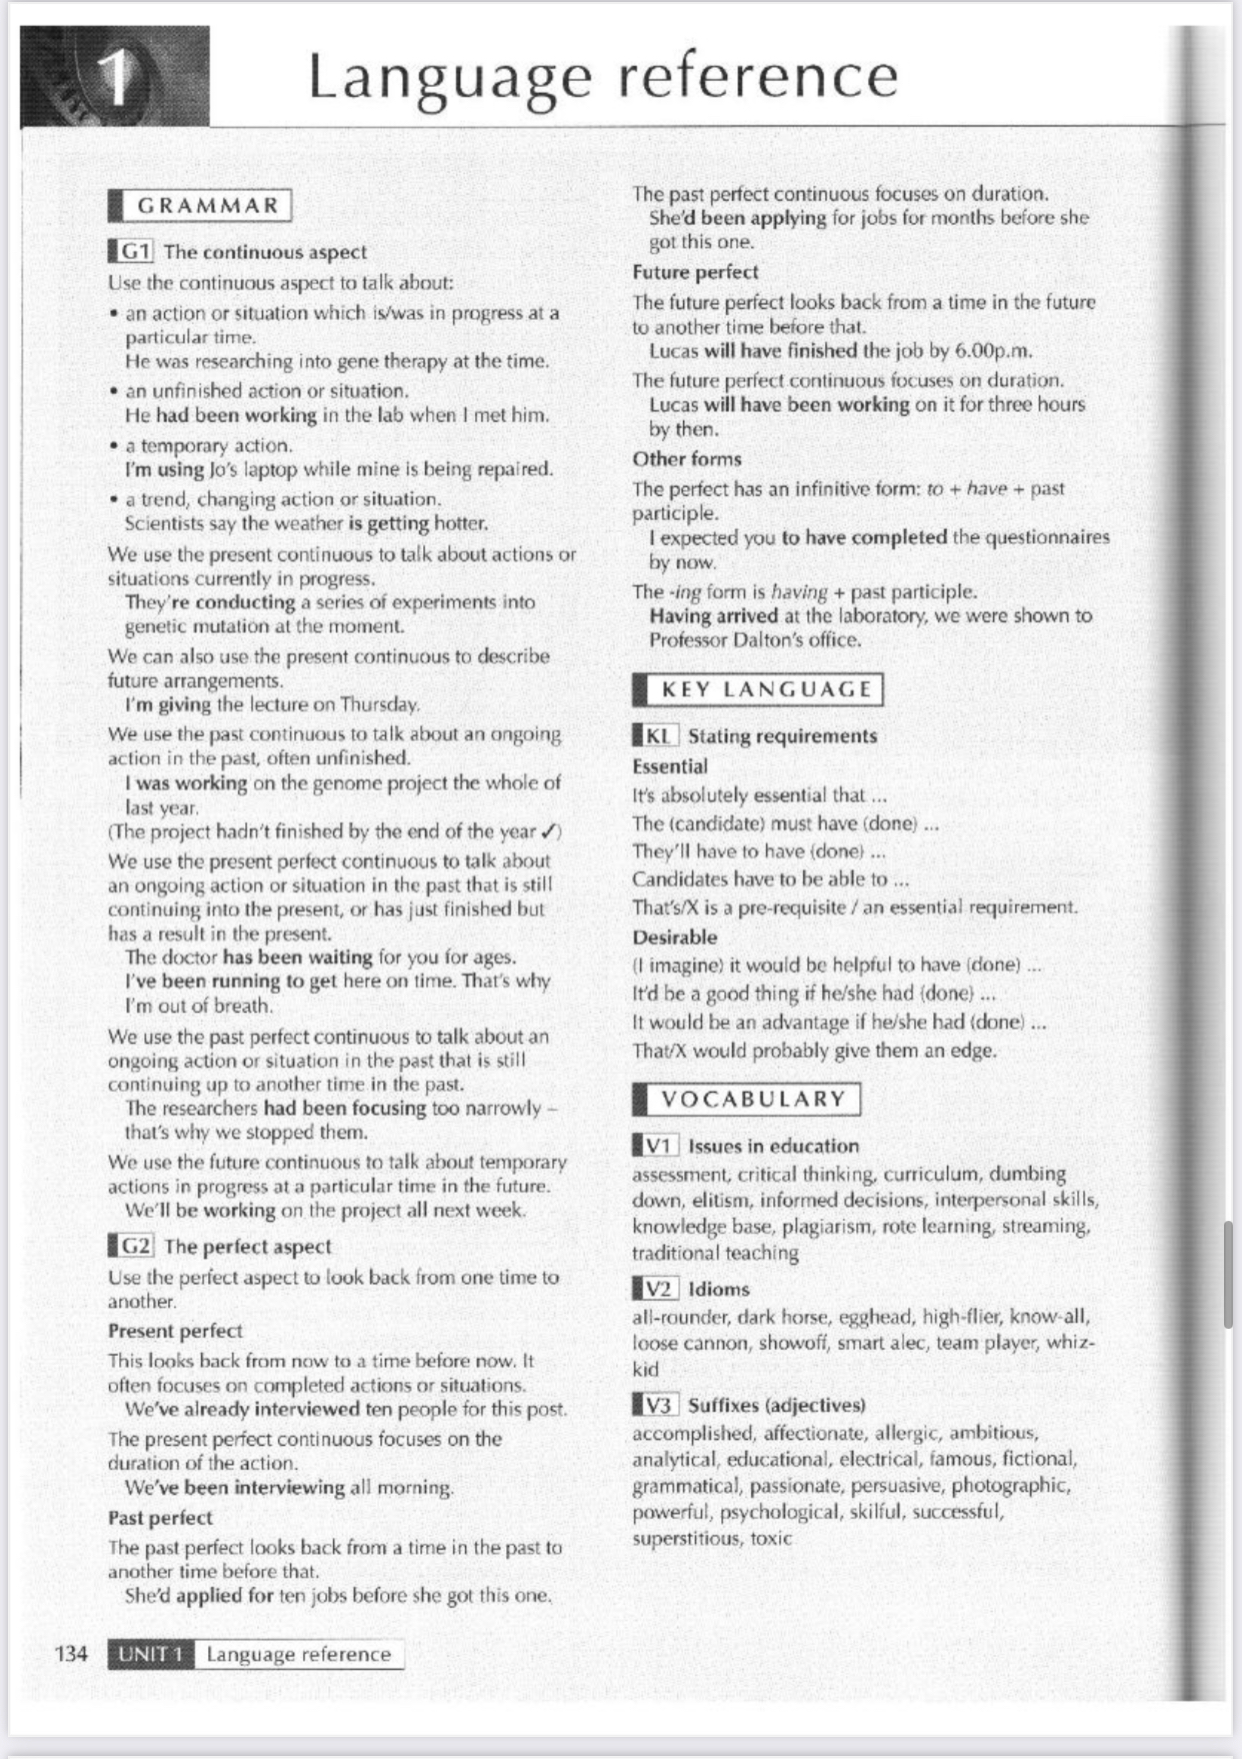 1
Language reference
GRAMMAR
G1 The continuous aspect
Use the continuous aspect to talk about:
• an action or situation which is/was in progress at a
particular time.
He was researching into gene therapy at the time.
• an unfinished action or situation.
He had been working in the lab when I met him.
• a temporary action.
I'm using Jo's laptop while mine is being repaired.
• a trend, changing action or situation.
Scientists say the weather is getting hotter.
We use the present continuous to talk about actions or
situations currently in progress.
They're conducting a series of experiments into
genetic mutation at the moment.
We can also use the present continuous to describe
future arrangements.
I'm giving the lecture on Thursday.
We use the past continuous to talk about an ongoing
action in the past, often unfinished.
I was working on the genome project the whole of
last year.
(The project hadn't finished by the end of the year ✓)
We use the present perfect continuous to talk about
an ongoing action or situation in the past that is still
continuing into the present, or has just finished but
has a result in the present.
The doctor has been waiting for you for ages.
I've been running to get here on time. That's why
I'm out of breath.
We use the past perfect continuous to talk about an
ongoing action or situation in the past that is still
continuing up to another time in the past.
The researchers had been focusing too narrowly –
that's why we stopped them.
We use the future continuous to talk about temporary
actions in progress at a particular time in the future.
We'll be working on the project all next week.
G2 The perfect aspect
Use the perfect aspect to look back from one time to
another.
Present perfect
This looks back from now to a time before now. It
often focuses on completed actions or situations.
We've already interviewed ten people for this post.
The present perfect continuous focuses on the
duration of the action.
We've been interviewing all morning.
Past perfect
The past perfect looks back from a time in the past to
another time before that.
She'd applied for ten jobs before she got this one.
The past perfect continuous focuses on duration.
She'd been applying for jobs for months before she
got this one.
Future perfect
The future perfect looks back from a time in the future
to another time before that.
Lucas will have finished the job by 6.00p.m.
The future perfect continuous focuses on duration.
Lucas will have been working on it for three hours
by then.
Other forms
The perfect has an infinitive form: to + have + past
participle.
I expected you to have completed the questionnaires
by now.
The -ing form is having + past participle.
Having arrived at the laboratory, we were shown to
Professor Dalton's office.
KEY LANGUAGE
KL Stating requirements
Essential
It's absolutely essential that ...
The (candidate) must have (done) ...
They'll have to have (done) ...
Candidates have to be able to ...
That's/X is a pre-requisite / an essential requirement.
Desirable
(I imagine) it would be helpful to have (done) ...
It'd be a good thing if he/she had (done) ...
It would be an advantage if he/she had (done) ...
That/X would probably give them an edge.
VOCABULARY
V1 Issues in education
assessment, critical thinking, curriculum, dumbing
down, elitism, informed decisions, interpersonal skills,
knowledge base, plagiarism, rote learning, streaming,
traditional teaching
V2 Idioms
all-rounder, dark horse, egghead, high-flier, know-all,
loose cannon, showoff, smart alec, team player, whiz-
kid
V3 Suffixes (adjectives)
accomplished, affectionate, allergic, ambitious,
analytical, educational, electrical, famous, fictional,
grammatical, passionate, persuasive, photographic,
powerful, psychological, skilful, successful,
superstitious, toxic
134 UNIT 1 Language reference